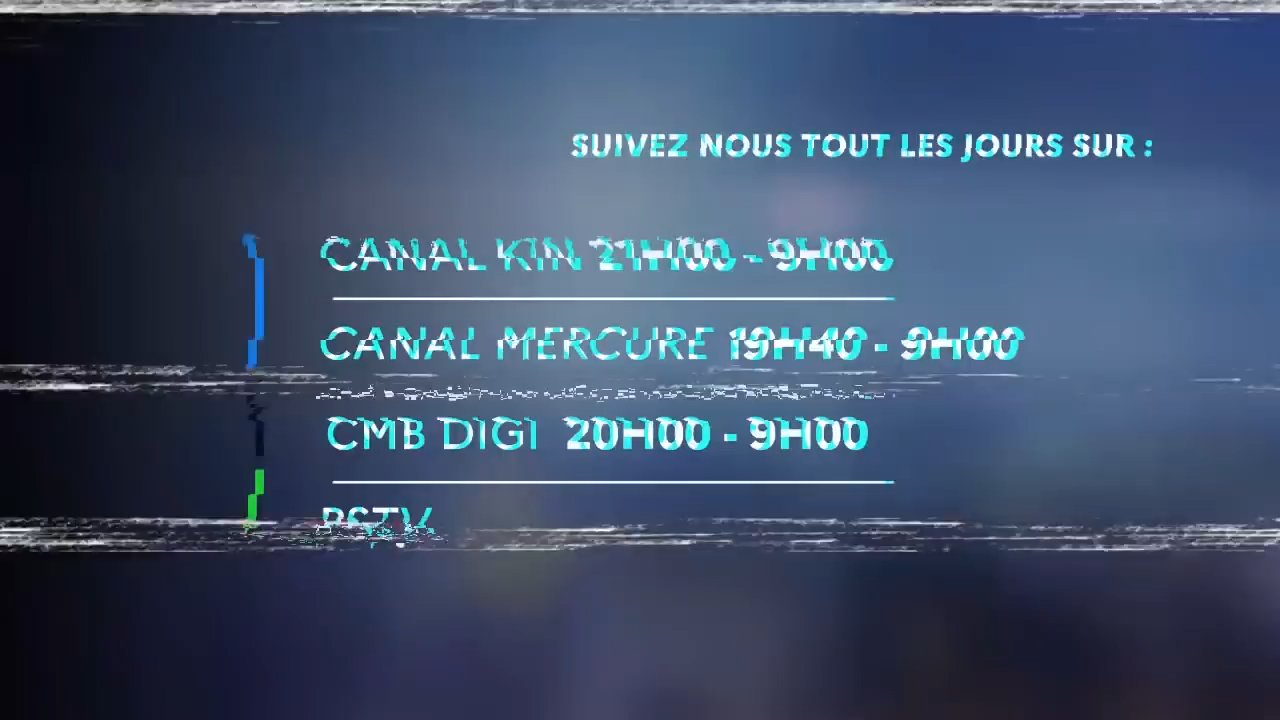 SUIVEZ NOUS TOUT LES JOURS SUR :
CANAL KIN 21H00 - 9H00
CANAL MERCURE 19H40 - 9H00
CMB DIGI 20H00 - 9H00